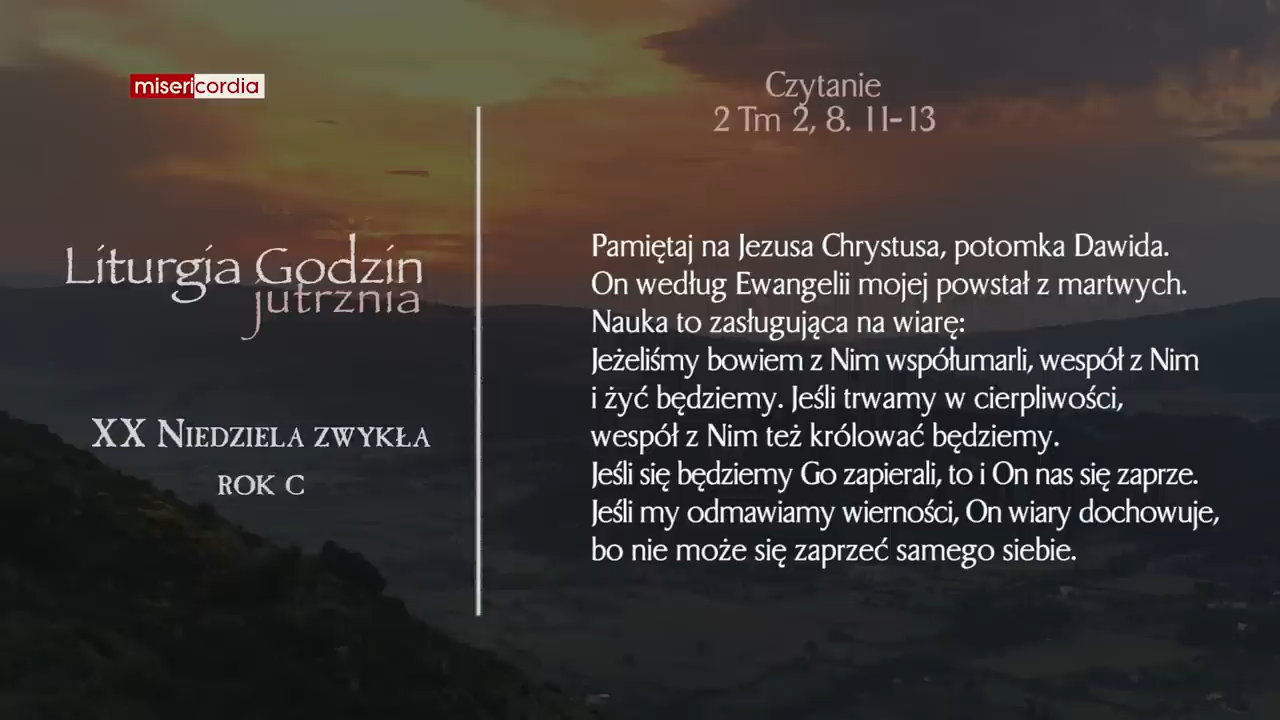 misericordia
Liturgia Godzin
jutrznia
XX Niedziela zwykła
rok C
Czytanie
2 Tm 2, 8. 11-13
Pamiętaj na Jezusa Chrystusa, potomka Dawida.
On według Ewangelii mojej powstał z martwych.
Nauka to zasługująca na wiarę:
Jeżeliśmy bowiem z Nim współumarli, wespół z Nim
i żyć będziemy. Jeśli trwamy w cierpliwości,
wespół z Nim też królować będziemy.
Jeśli się będziemy Go zapierali, to i On nas się zaprze.
Jeśli my odmawiamy wierności, On wiary dochowuje,
bo nie może się zaprzeć samego siebie.